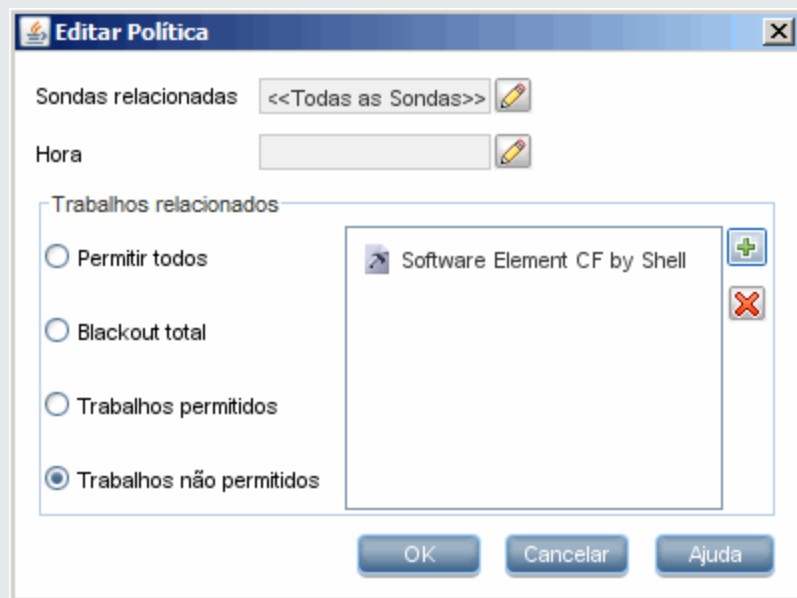 Editar Política
Sondas relacionadas <<Todas as Sondas>>
Hora
Trabalhos relacionados
Permitir todos
Software Element CF by Shell
Blackout total
Trabalhos permitidos
Trabalhos não permitidos
OK Cancelar Ajuda